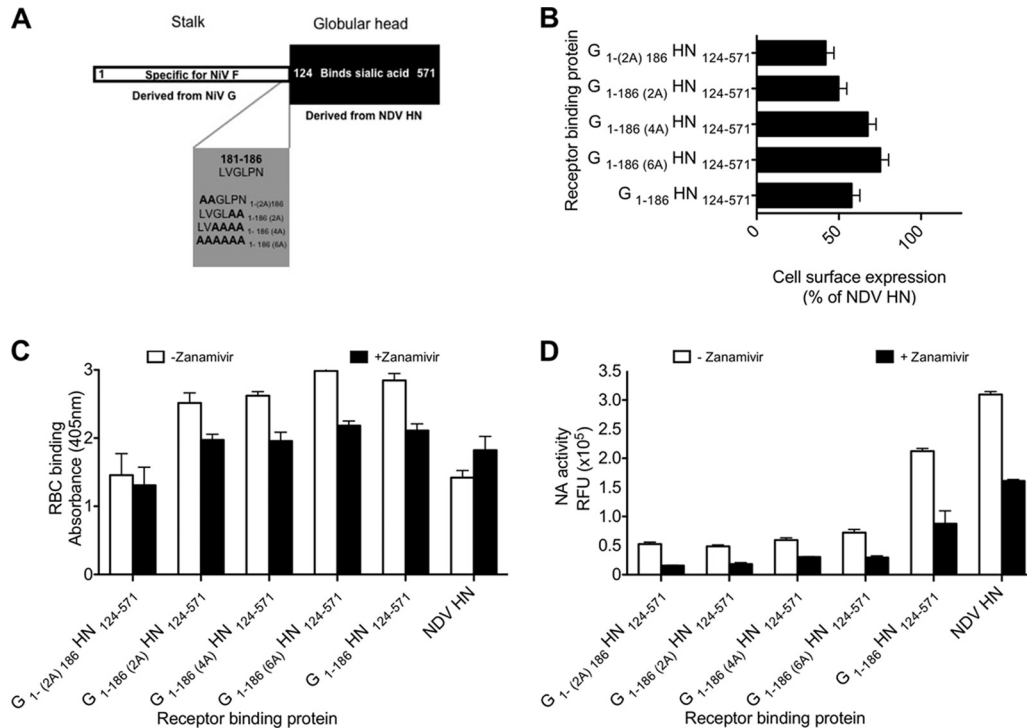 A
Stalk
Globular head
1 Specific for NiV F
124 Binds sialic acid 571
Derived from NiV G
Derived from NDV HN
181-186
LVGLPN
AAGLPN 1-(2A)186
LVGLAA 1-186 (2A)
LVAAAA 1- 186 (4A)
AAAAAA 1- 186 (6A)
B
Receptor binding protein
G 1-(2A) 186 HN 124-571
G 1-186 (2A) HN 124-571
G 1-186 (4A) HN 124-571
G 1-186 (6A) HN 124-571
G 1-186 HN 124-571
0 50 100
Cell surface expression
(% of NDV HN)
C
-Zanamivir +Zanamivir
RBC binding
Absorbance (405nm)
3
2
1
0
G 1- (2A) 186 HN 124-571
G 1-186 (2A) HN 124-571
G 1-186 (4A) HN 124-571
G 1-186 (6A) HN 124-571
G 1-186 HN 124-571
NDV HN
Receptor binding protein
D
- Zanamivir + Zanamivir
NA activity
RFU (x10⁵)
3.5
3.0
2.5
2.0
1.5
1.0
0.5
0
G 1-(2A) 186 HN 124-571
G 1-186 (2A) HN 124-571
G 1-186 (4A) HN 124-571
G 1-186 (6A) HN 124-571
G 1-186 HN 124-571
NDV HN
Receptor binding protein